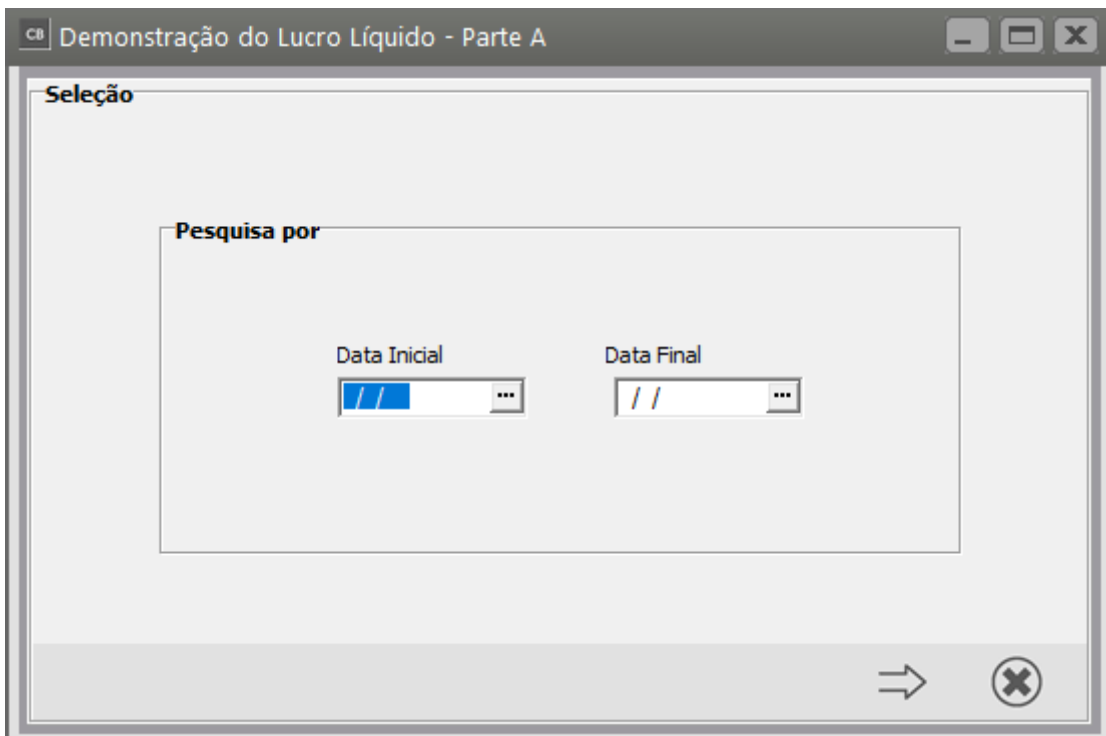 CB Demonstração do Lucro Líquido - Parte A
Seleção
Pesquisa por
Data Inicial Data Final
/ / ... / / ...